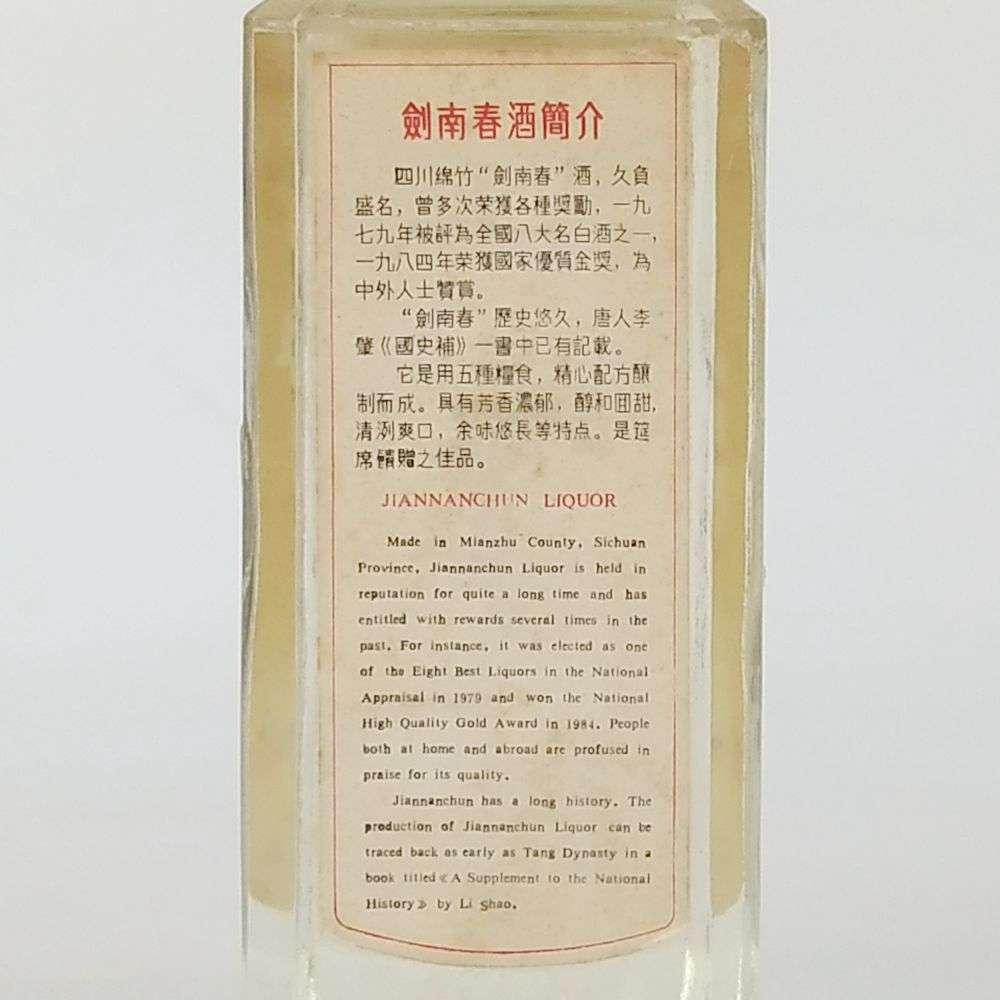 劍南春酒簡介
四川綿竹“劍南春”酒，久負
盛名，曾多次荣獲各種獎勵，一九
七九年被評為全國八大名白酒之一，
一九八四年荣獲國家優質金獎，為
中外人士贊賞。
“劍南春”歷史悠久，唐人李
肇《國史補》一書中已有記載。
它是用五種糧食，精心配方釀
制而成。具有芳香濃郁，醇和回甜，
清冽爽口，余味悠長等特点。是筵
席饋贈之佳品。
JIANNANCHUN LIQUOR
Made in Mianzhu County, Sichuan
Province, Jiannanchun Liquor is held in
reputation for quite a long time and has
entitled with rewards several times in the
past. For instance, it was elected as one
of the Eight Best Liquors in the National
Appraisal in 1979 and won the National
High Quality Gold Award in 1984. People
both at home and abroad are profused in
praise for its quality.
Jiannanchun has a long history. The
production of Jiannanchun Liquor can be
traced back as early as Tang Dynasty in a
book titled《A Supplement to the National
History》 by Li Shao.